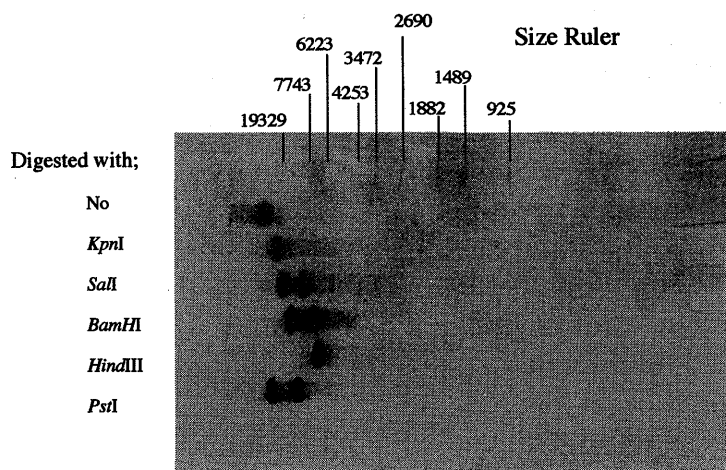 2690
6223
Size Ruler
3472
1489
7743
4253
1882
925
19329
Digested with;
No
KpnI
SalI
BamHI
HindIII
PstI